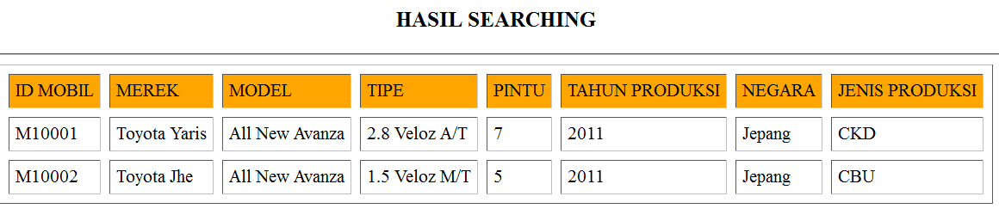 HASIL SEARCHING
ID MOBIL MEREK MODEL TIPE PINTU TAHUN PRODUKSI NEGARA JENIS PRODUKSI
M10001 Toyota Yaris All New Avanza 2.8 Veloz A/T 7 2011 Jepang CKD
M10002 Toyota Jhe All New Avanza 1.5 Veloz M/T 5 2011 Jepang CBU